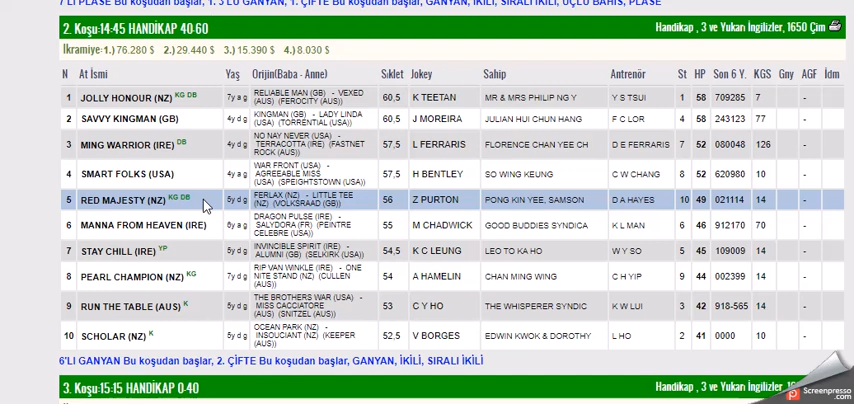 7'Lİ PLASE Bu koşudan başlar, 1. 3'LÜ GANYAN, 1. ÇİFTE Bu koşudan başlar, GANYAN, İKİLİ, SIRALI İKİLİ, ÜÇLÜ BAHİS, PLASE
2. Koşu:14:45 HANDİKAP 40-60 Handikap , 3 ve Yukarı İngilizler, 1650 Çim
İkramiye:1.) 76.280 $ 2.) 29.440 $ 3.) 15.390 $ 4.) 8.030 $
N At İsmi Yaş Orijin(Baba - Anne) Sıklet Jokey Sahip Antrenör St HP Son 6 Y. KGS Gny AGF İdm
1 JOLLY HONOUR (NZ) KG DB 7y a g RELIABLE MAN (GB) - VEXED (AUS) (FEROCITY (AUS)) 60,5 K TEETAN MR & MRS PHILIP NG Y Y S TSUI 1 58 709285 7 -
2 SAVVY KINGMAN (GB) 4y d g KINGMAN (GB) - LADY LINDA (USA) (TORRENTIAL (USA)) 60,5 J MOREIRA JULIAN HUI CHUN HANG F C LOR 4 58 243123 77 -
3 MING WARRIOR (IRE) DB 4y d g NO NAY NEVER (USA) - TERRACOTTA (IRE) (FASTNET ROCK (AUS)) 57,5 L FERRARIS FLORENCE CHAN YEE CH D E FERRARIS 7 52 080048 126 -
4 SMART FOLKS (USA) 4y a g WAR FRONT (USA) - AGREEABLE MISS (USA) (SPEIGHTSTOWN (USA)) 57,5 H BENTLEY SO WING KEUNG C W CHANG 8 52 620980 10 -
5 RED MAJESTY (NZ) KG DB 5y d g FERLAX (NZ) - LITTLE TEE (NZ) (VOLKSRAAD (GB)) 56 Z PURTON PONG KIN YEE, SAMSON D A HAYES 10 49 021114 14 -
6 MANNA FROM HEAVEN (IRE) 6y a g DRAGON PULSE (IRE) - SALYDORA (FR) (PEINTRE CELEBRE (USA)) 55 M CHADWICK GOOD BUDDIES SYNDICA K L MAN 6 46 912170 70 -
7 STAY CHILL (IRE) YP 5y d g INVINCIBLE SPIRIT (IRE) - ALUMNI (GB) (SELKIRK (USA)) 54,5 K C LEUNG LEO TO KA HO W Y SO 5 45 109009 14 -
8 PEARL CHAMPION (NZ) KG 7y d g RIP VAN WINKLE (IRE) - ONE NITE STAND (NZ) (CULLEN (AUS)) 54 A HAMELIN CHAN MING WING C H YIP 9 44 002399 14 -
9 RUN THE TABLE (AUS) K 5y d g THE BROTHERS WAR (USA) - MISS CACCIATORE (AUS) (SNITZEL (AUS)) 53 C Y HO THE WHISPERER SYNDIC K W LUI 3 42 918-565 14 -
10 SCHOLAR (NZ) K 5y d g OCEAN PARK (NZ) - INSOUCIANT (NZ) (KEEPER (AUS)) 52,5 V BORGES EDWIN KWOK & DOROTHY L HO 2 41 0000 10 -
6'LI GANYAN Bu koşudan başlar, 2. ÇİFTE Bu koşudan başlar, GANYAN, İKİLİ, SIRALI İKİLİ
3. Koşu:15:15 HANDİKAP 0-40 Handikap , 3 ve Yukarı İngilizler,
Screenpresso
.com